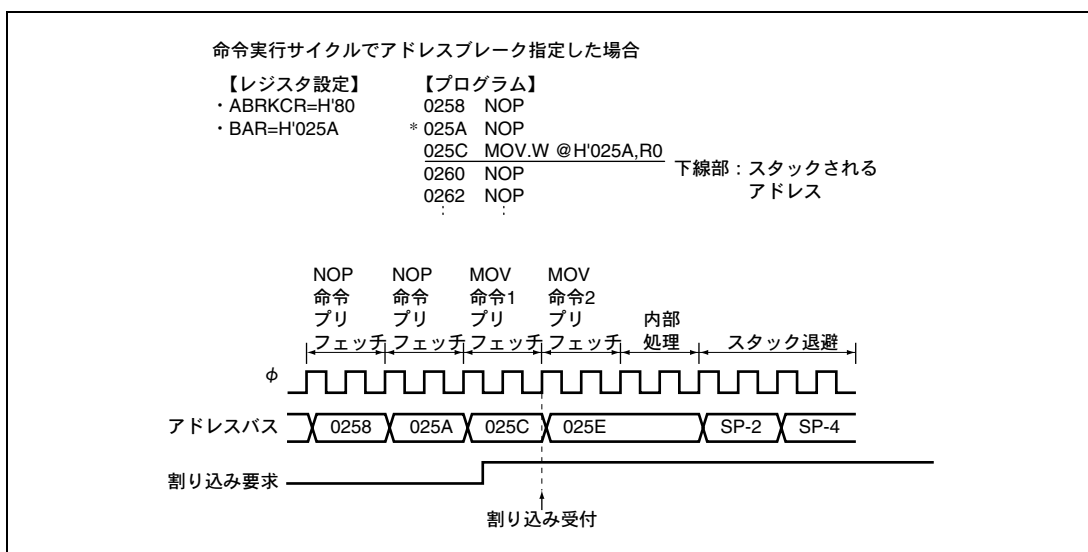 命令実行サイクルでアドレスブレーク指定した場合
【レジスタ設定】
・ABRKCR=H'80
・BAR=H'025A
【プログラム】
0258 NOP
* 025A NOP
025C MOV.W @H'025A,R0
0260 NOP
0262 NOP
： ：
下線部：スタックされる
アドレス
NOP
命令
プリ
フェッチ
NOP
命令
プリ
フェッチ
MOV
命令1
プリ
フェッチ
MOV
命令2
プリ
フェッチ
内部
処理
スタック退避
φ
アドレスバス
0258
025A
025C
025E
SP-2
SP-4
割り込み要求
割り込み受付